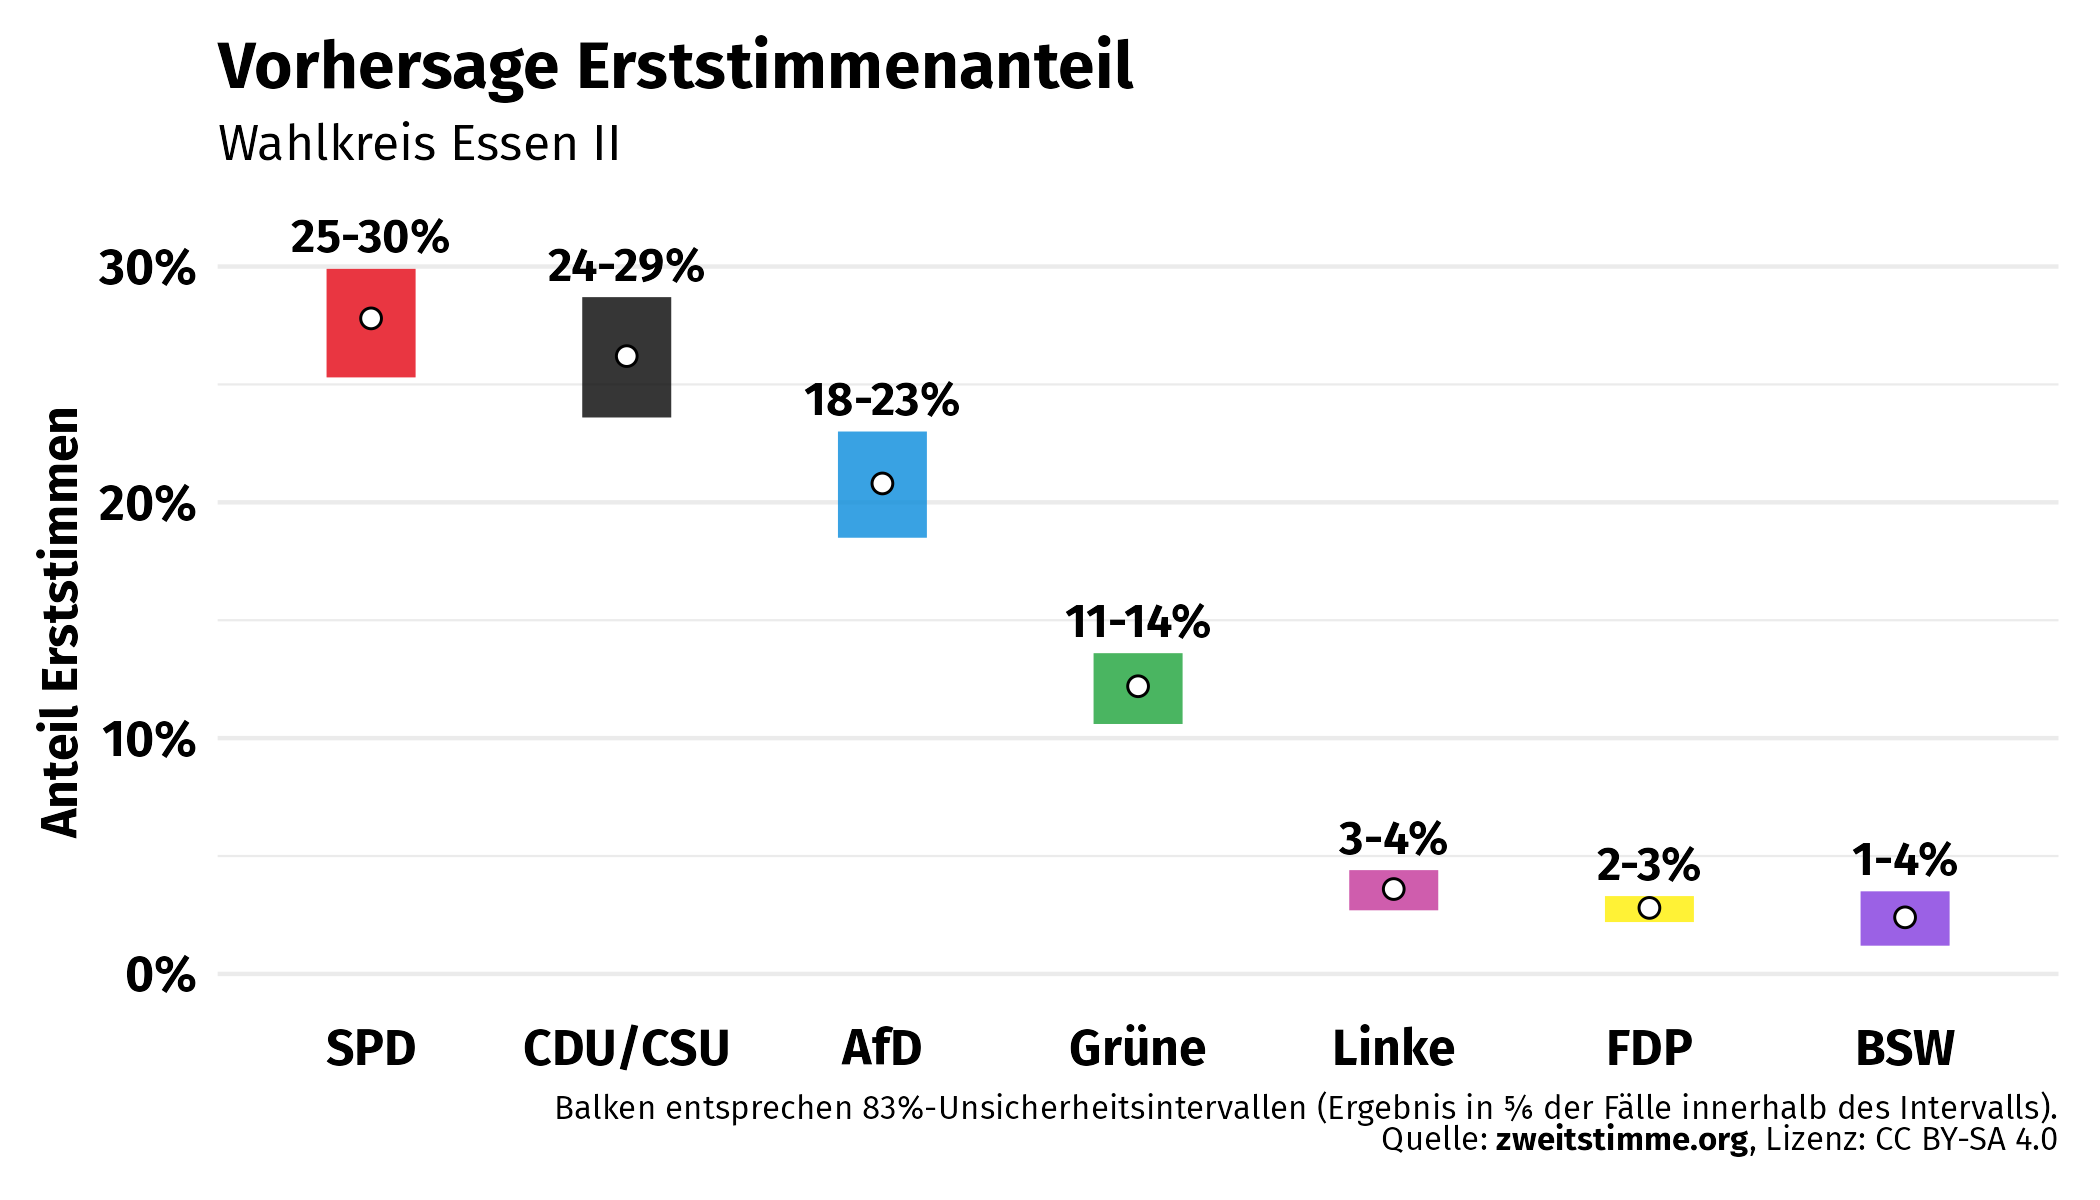 Vorhersage Erststimmenanteil
Wahlkreis Essen II
Anteil Erststimmen
30%
20%
10%
0%
25-30%
24-29%
18-23%
11-14%
3-4%
2-3%
1-4%
SPD CDU/CSU AfD Grüne Linke FDP BSW
Balken entsprechen 83%-Unsicherheitsintervallen (Ergebnis in ⅚ der Fälle innerhalb des Intervalls).
Quelle: zweitstimme.org, Lizenz: CC BY-SA 4.0